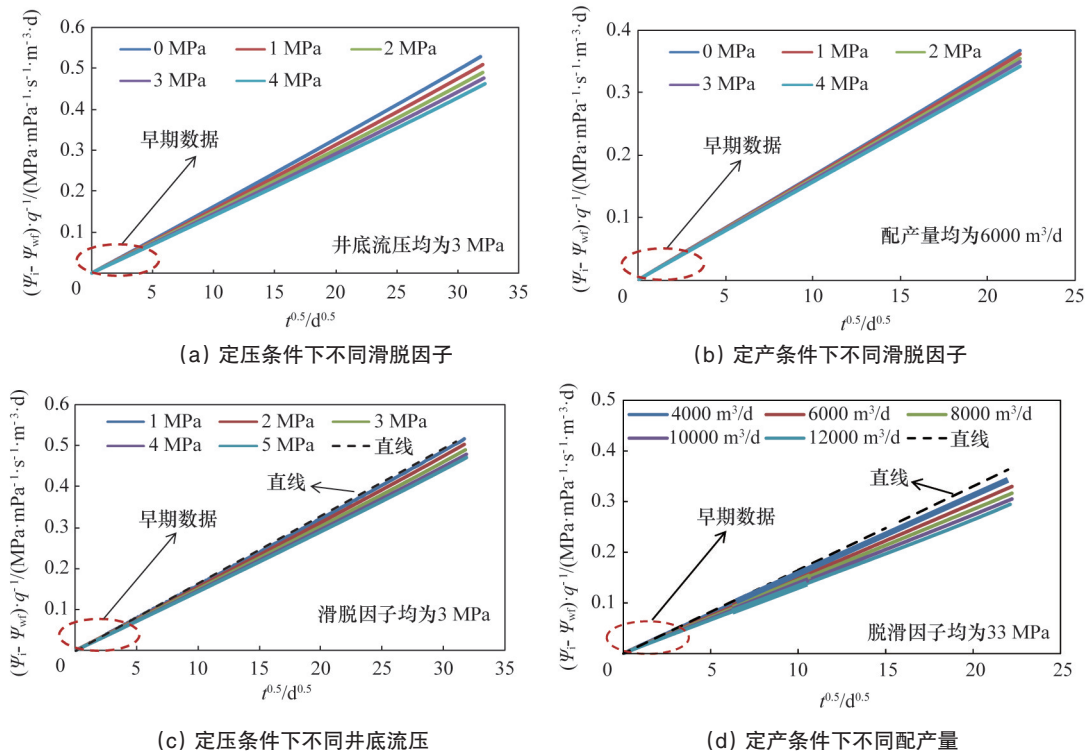 0.6
0.5
0.4
0.3
0.2
0.1
0
5
10
15
20
25
30
35
(Ψi- Ψwf)·q-1/(MPa·mPa-1·s-1·m-3·d)
0 MPa 1 MPa 2 MPa
3 MPa 4 MPa
早期数据
井底流压均为3 MPa
t0.5/d0.5
(a) 定压条件下不同滑脱因子
0.4
0.3
0.2
0.1
0
5
10
15
20
25
(Ψi- Ψwf)·q-1/(MPa·mPa-1·s-1·m-3·d)
0 MPa 1 MPa 2 MPa
3 MPa 4 MPa
早期数据
配产量均为6000 m3/d
t0.5/d0.5
(b) 定产条件下不同滑脱因子
0.6
0.5
0.4
0.3
0.2
0.1
0
5
10
15
20
25
30
35
(Ψi- Ψwf)·q-1/(MPa·mPa-1·s-1·m-3·d)
1 MPa 2 MPa 3 MPa
4 MPa 5 MPa 直线
直线
早期数据
滑脱因子均为3 MPa
t0.5/d0.5
(c) 定压条件下不同井底流压
0.5
0.4
0.3
0.2
0.1
0
5
10
15
20
25
(Ψi- Ψwf)·q-1/(MPa·mPa-1·s-1·m-3·d)
4000 m3/d 6000 m3/d 8000 m3/d
10000 m3/d 12000 m3/d 直线
直线
早期数据
脱滑因子均为33 MPa
t0.5/d0.5
(d) 定产条件下不同配产量